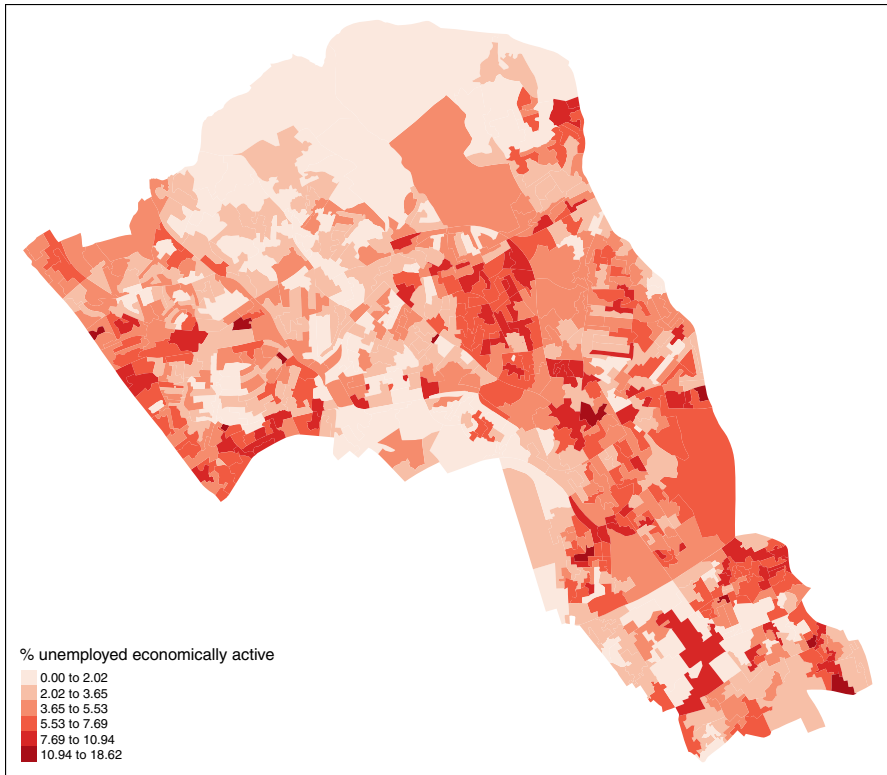 % unemployed economically active
0.00 to 2.02
2.02 to 3.65
3.65 to 5.53
5.53 to 7.69
7.69 to 10.94
10.94 to 18.62